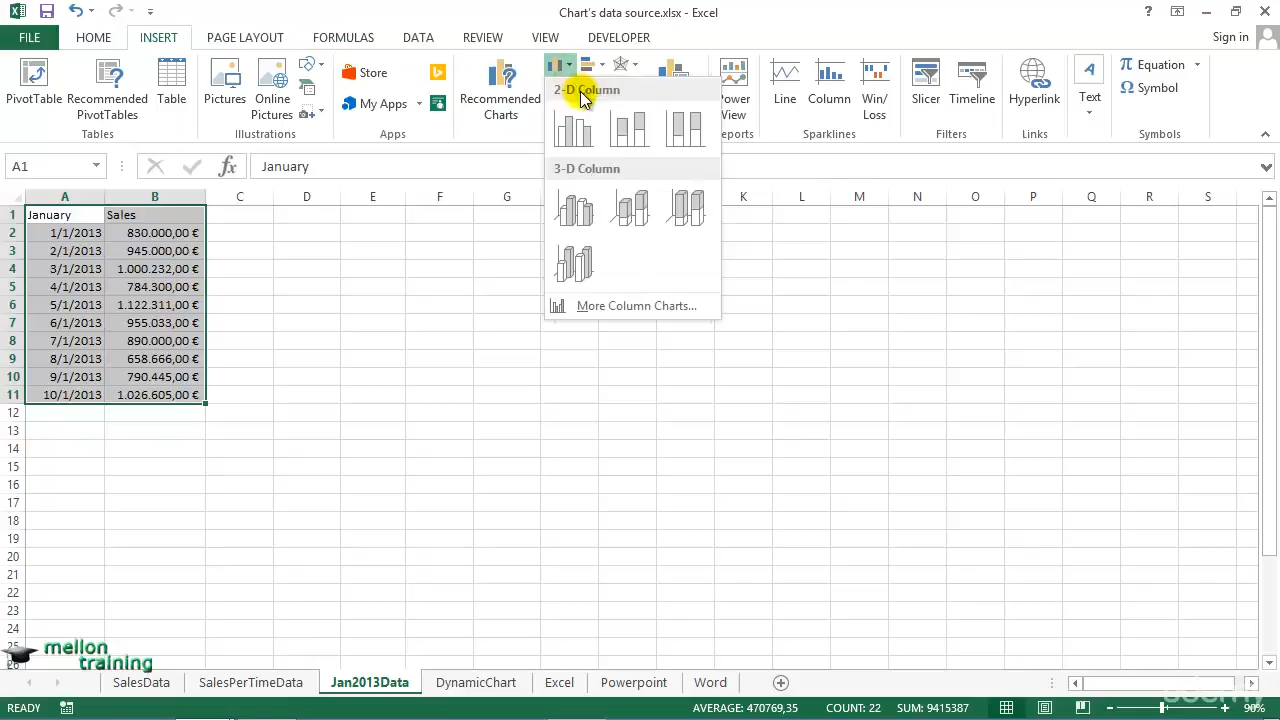 Chart's data source.xlsx - Excel
Sign in
FILE
HOME
INSERT
PAGE LAYOUT
FORMULAS
DATA
REVIEW
VIEW
DEVELOPER
PivotTable
Recommended
PivotTables
Table
Tables
Pictures
Online
Pictures
Illustrations
Store
My Apps
Apps
Recommended
Charts
Power
View
ports
Line
Column
Win/
Loss
Sparklines
Slicer
Timeline
Filters
Hyperlink
Links
Text
Equation
Symbol
Symbols
2-D Column
3-D Column
More Column Charts...
A1
fx
January
A B C D E F G K L M N O P Q R S
1 January Sales
2 1/1/2013 830.000,00 €
3 2/1/2013 945.000,00 €
4 3/1/2013 1.000.232,00 €
5 4/1/2013 784.300,00 €
6 5/1/2013 1.122.311,00 €
7 6/1/2013 955.033,00 €
8 7/1/2013 890.000,00 €
9 8/1/2013 658.666,00 €
10 9/1/2013 790.445,00 €
11 10/1/2013 1.026.605,00 €
12
13
14
15
16
17
18
19
20
21
22
23
24
mellon
training
SalesData
SalesPerTimeData
Jan2013Data
DynamicChart
Excel
Powerpoint
Word
READY
AVERAGE: 470769,35
COUNT: 22
SUM: 9415387
90%